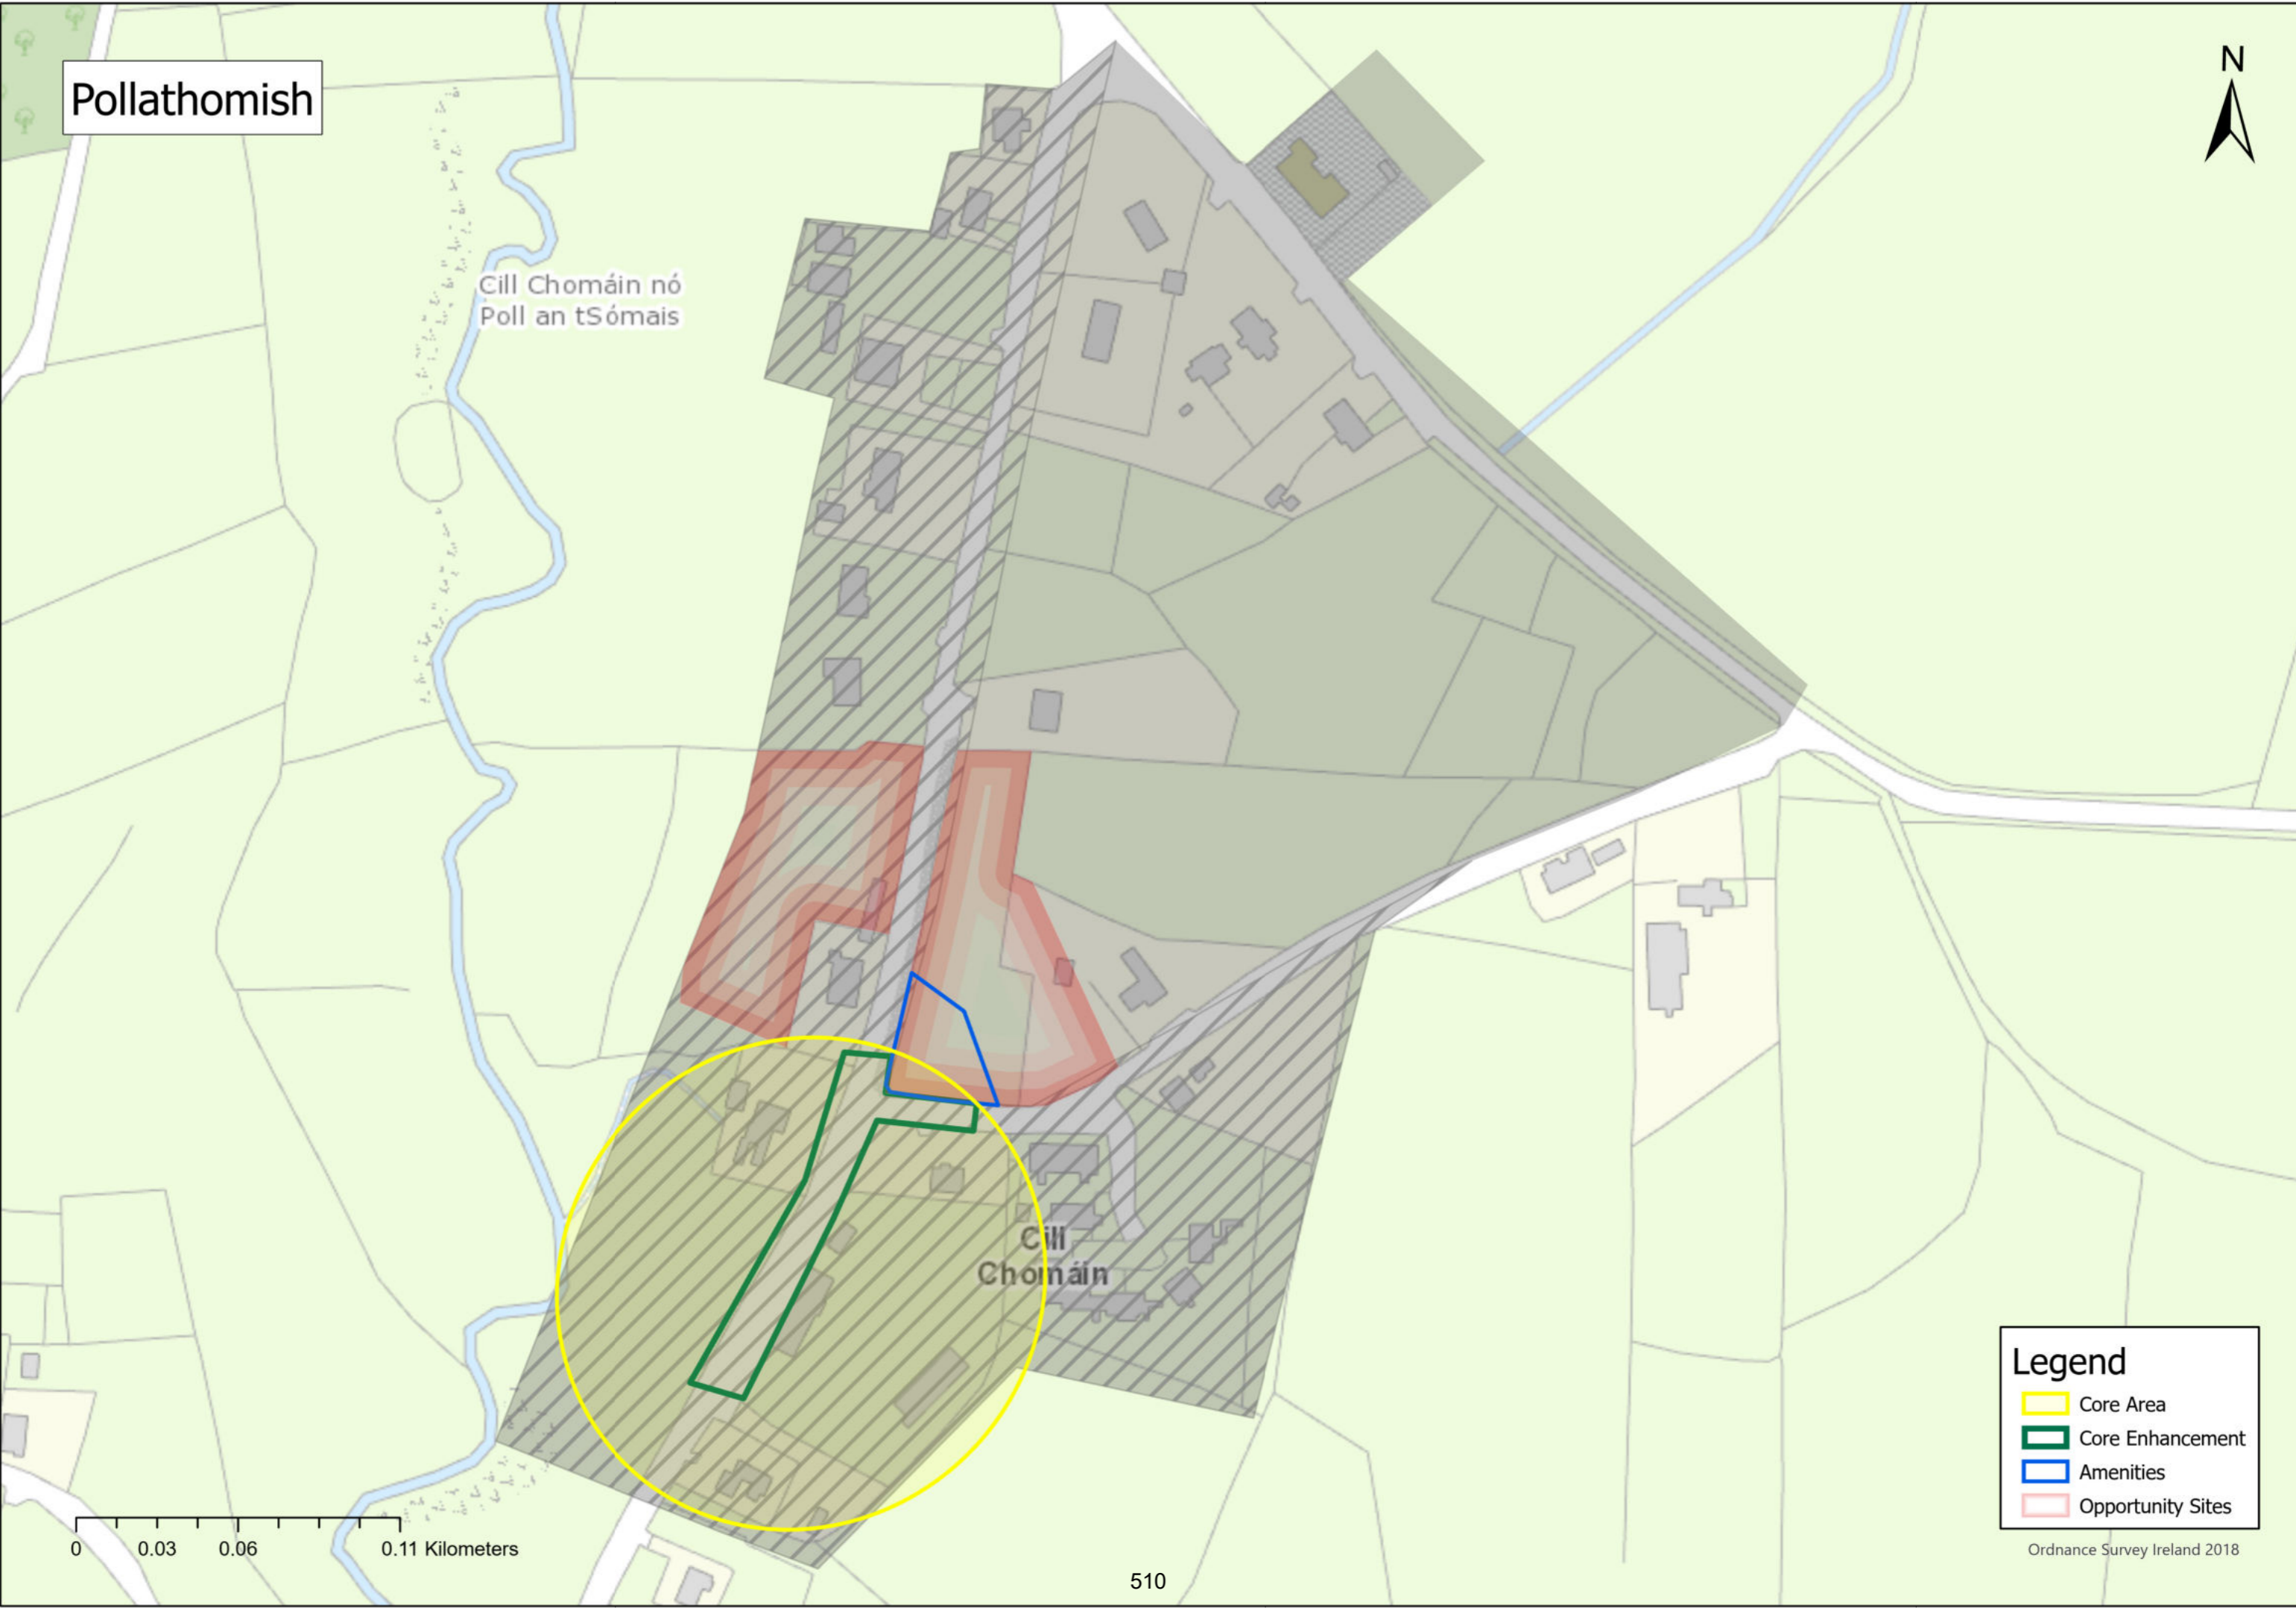 Pollathomish
N
Cill Chomáin nó
Poll an tSómais
Cill
Chomáin
Legend
Core Area
Core Enhancement
Amenities
Opportunity Sites
Ordnance Survey Ireland 2018
0 0.03 0.06 0.11 Kilometers
510